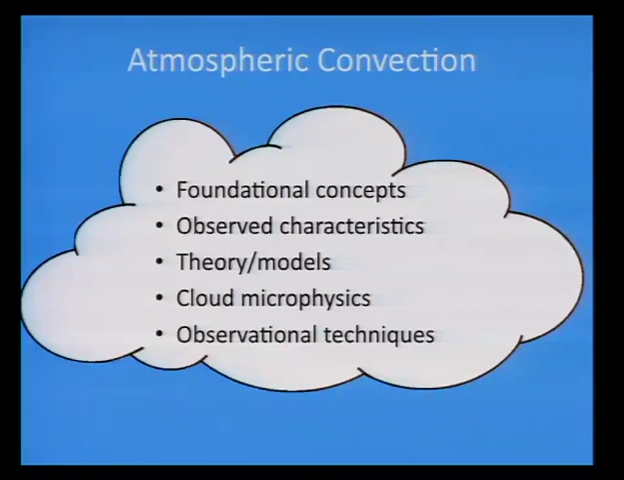 Atmospheric Convection
• Foundational concepts
• Observed characteristics
• Theory/models
• Cloud microphysics
• Observational techniques